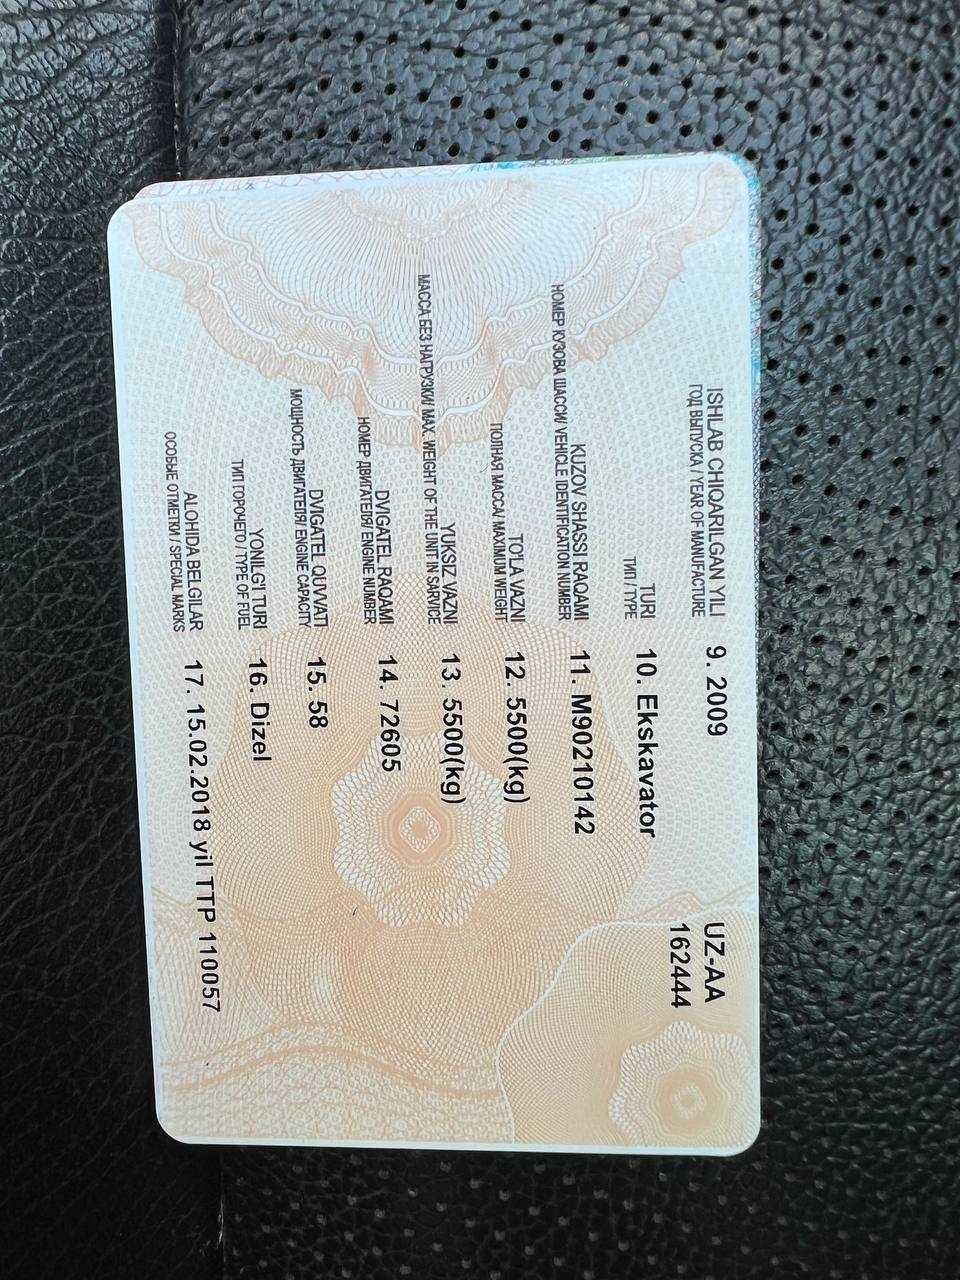 UZ-AA
162444
ISHLAB CHIQARILGAN YILI 9. 2009
ГОД ВЫПУСКА / YEAR OF MANUFACTURE
TURI 10. Ekskavator
ТИП / TYPE
KUZOV SHASSI RAQAMI 11. M90210142
НОМЕР КУЗОВА ШАССИ/ VEHICLE IDENTIFICATION NUMBER
TO'LA VAZNI 12. 5500(kg)
ПОЛНАЯ МАССА/ MAXIMUM WEIGHT
YUKSIZ VAZNI 13. 5500(kg)
МАССА БЕЗ НАГРУЗКИ/ MAX. WEIGHT OF THE UNIT IN SARVICE
DVIGATEL RAQAMI 14. 72605
НОМЕР ДВИГАТЕЛЯ/ ENGINE NUMBER
DVIGATEL QUVVATI 15. 58
МОЩНОСТЬ ДВИГАТЕЛЯ/ ENGINE CAPACITY
YONILG'I TURI 16. Dizel
ТИП ГОРОЧЕГО / TYPE OF FUEL
ALOHIDA BELGILAR 17. 15.02.2018 yil TTP 110057
ОСОБЫЕ ОТМЕТКИ / SPECIAL MARKS